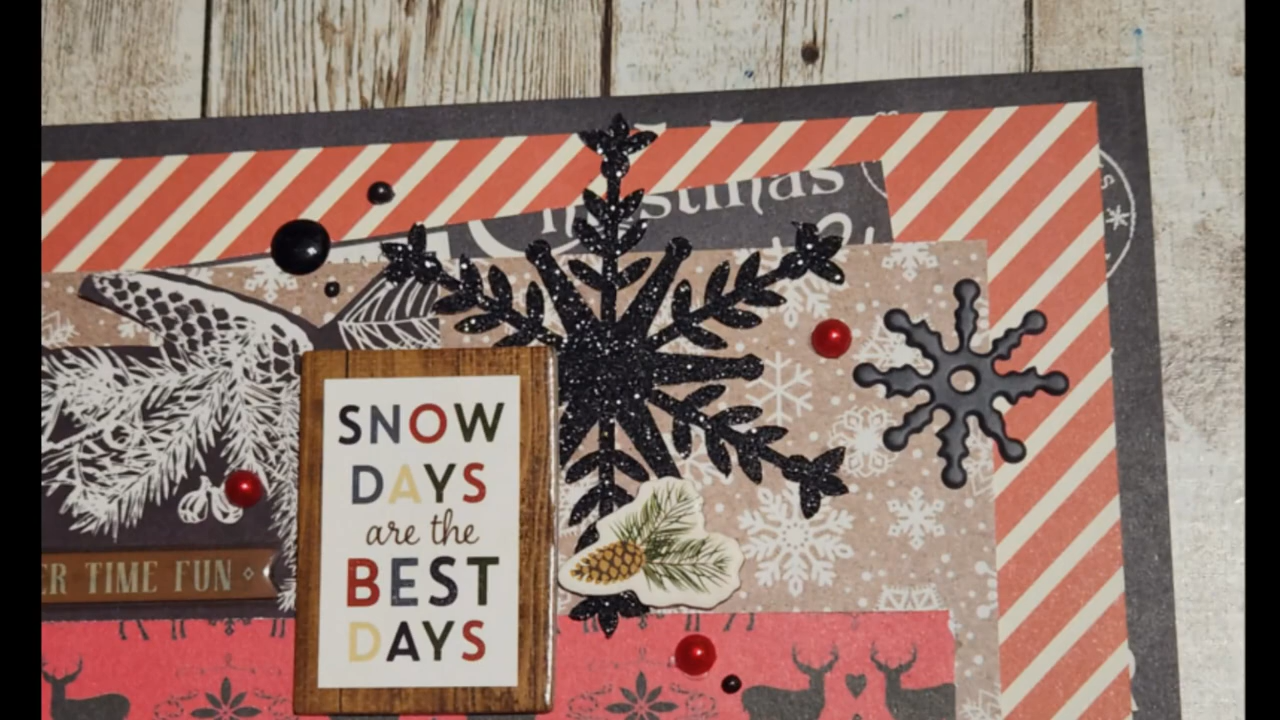 Christmas
SNOW
DAYS
are the
BEST
DAYS
ER TIME FUN